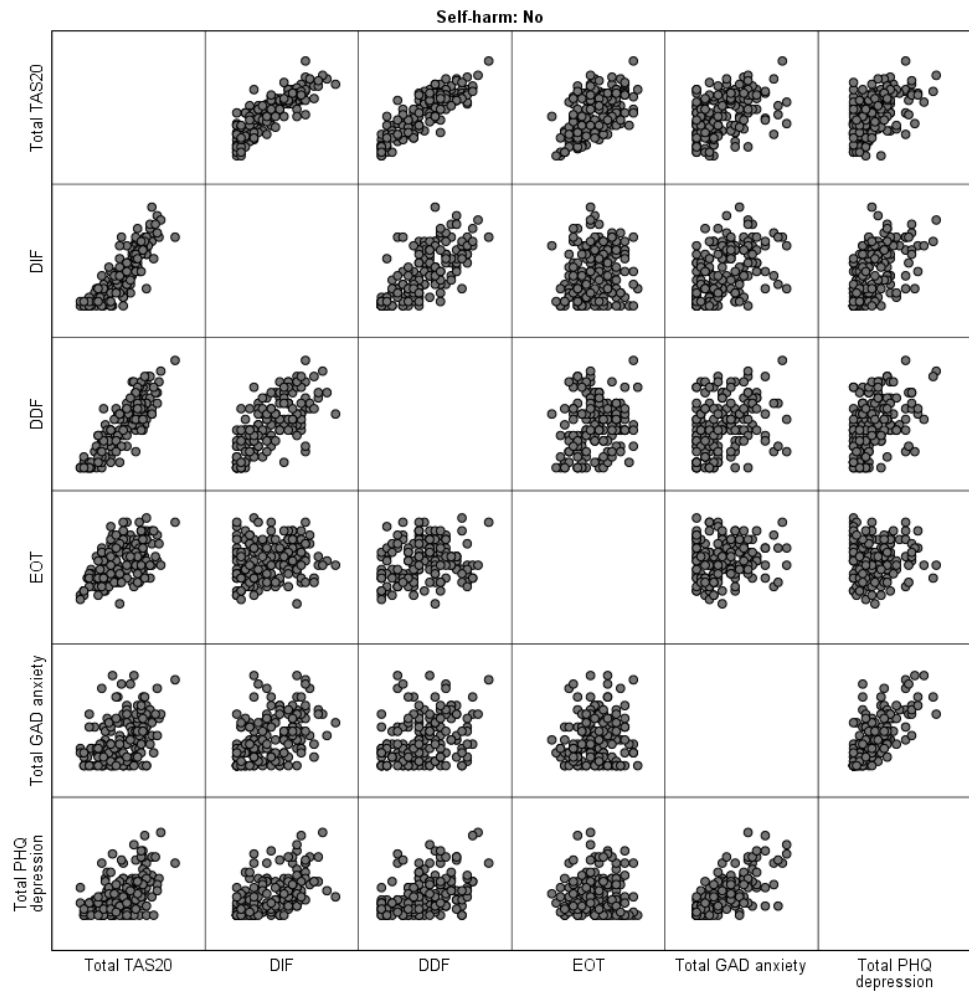 Self-harm: No
Total TAS20
DIF
DDF
EOT
Total GAD anxiety
Total PHQ
depression
Total TAS20
DIF
DDF
EOT
Total GAD anxiety
Total PHQ
depression